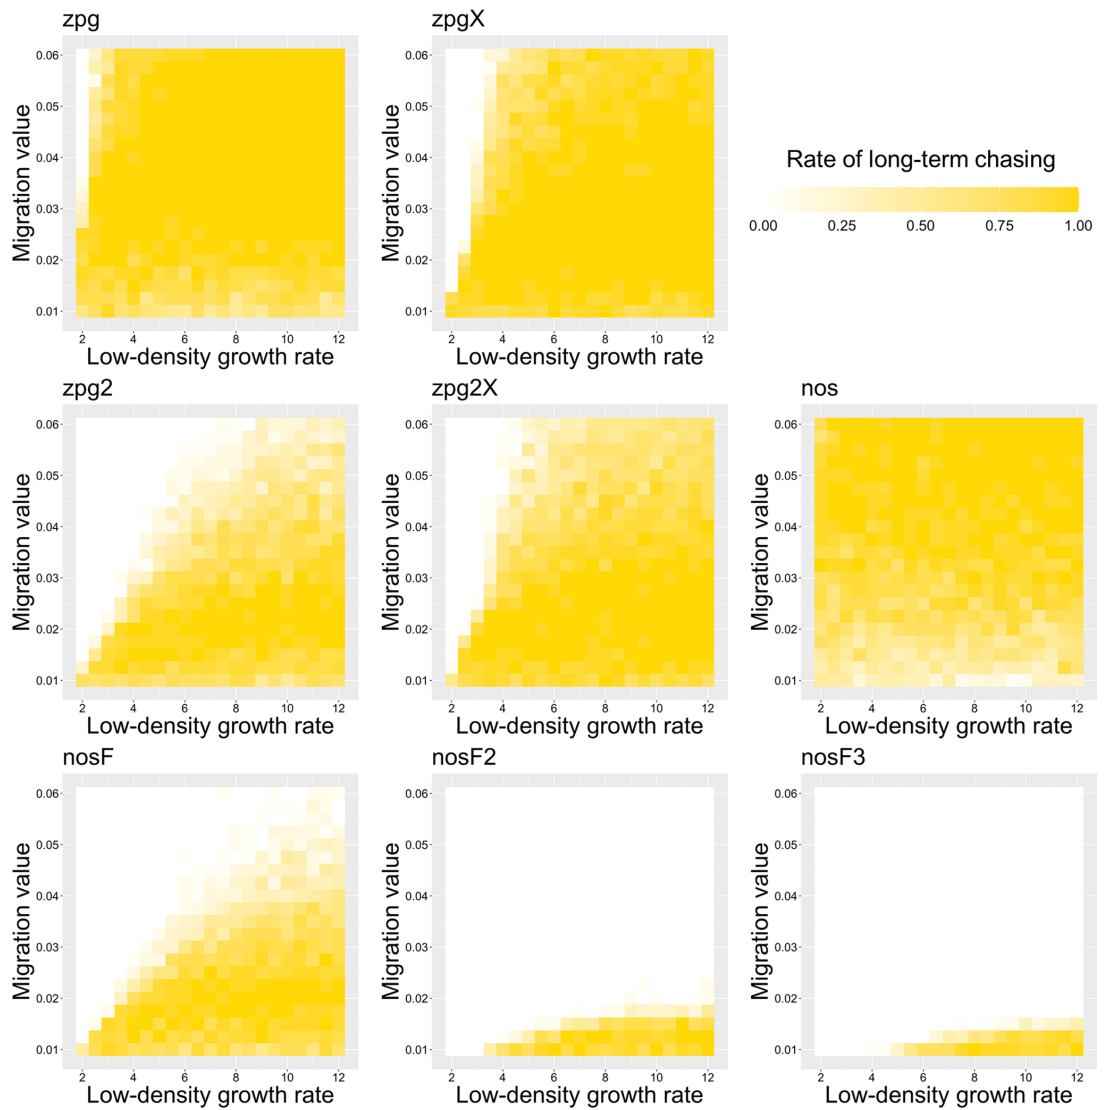 zpg
0.06
0.05
0.04
0.03
0.02
0.01
Migration value
2 4 6 8 10 12
Low-density growth rate
zpgX
0.06
0.05
0.04
0.03
0.02
0.01
Migration value
2 4 6 8 10 12
Low-density growth rate
Rate of long-term chasing
0.00 0.25 0.50 0.75 1.00
zpg2
0.06
0.05
0.04
0.03
0.02
0.01
Migration value
2 4 6 8 10 12
Low-density growth rate
zpg2X
0.06
0.05
0.04
0.03
0.02
0.01
Migration value
2 4 6 8 10 12
Low-density growth rate
nos
0.06
0.05
0.04
0.03
0.02
0.01
Migration value
2 4 6 8 10 12
Low-density growth rate
nosF
0.06
0.05
0.04
0.03
0.02
0.01
Migration value
2 4 6 8 10 12
Low-density growth rate
nosF2
0.06
0.05
0.04
0.03
0.02
0.01
Migration value
2 4 6 8 10 12
Low-density growth rate
nosF3
0.06
0.05
0.04
0.03
0.02
0.01
Migration value
2 4 6 8 10 12
Low-density growth rate